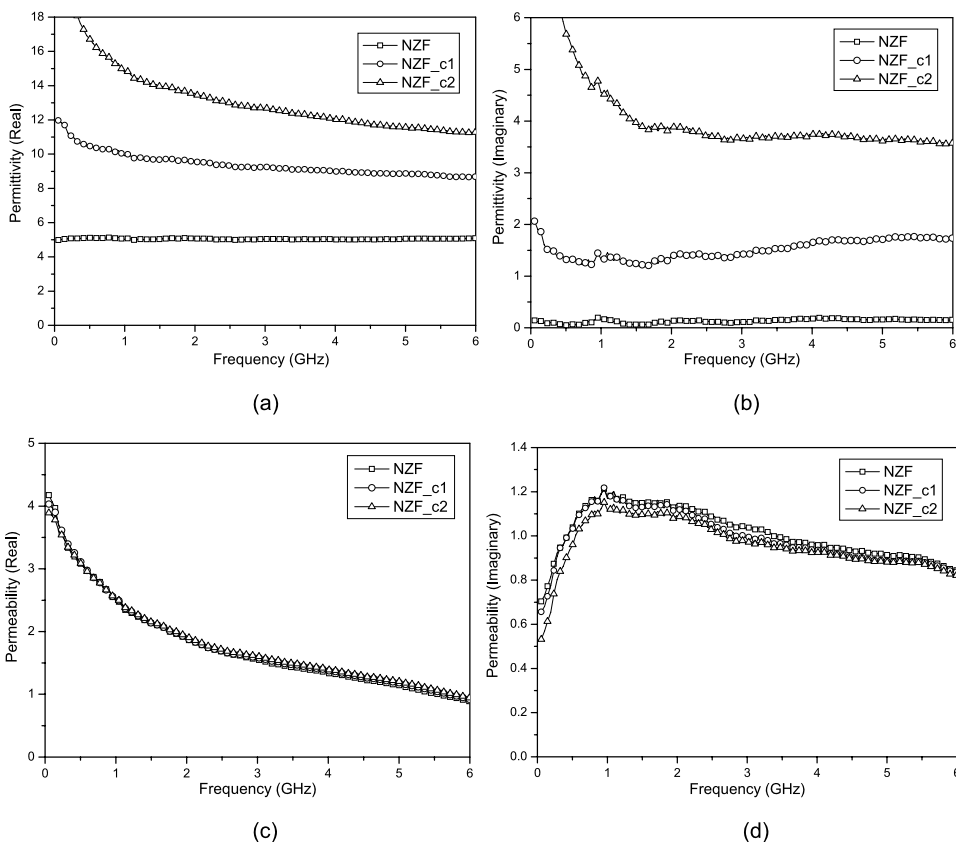 18
16
14
12
10
8
6
4
2
0
Permittivity (Real)
NZF
NZF_c1
NZF_c2
0 1 2 3 4 5 6
Frequency (GHz)
(a)
6
5
4
3
2
1
0
Permittivity (Imaginary)
NZF
NZF_c1
NZF_c2
0 1 2 3 4 5 6
Frequency (GHz)
(b)
5
4
3
2
1
0
Permeability (Real)
NZF
NZF_c1
NZF_c2
0 1 2 3 4 5 6
Frequency (GHz)
(c)
1.4
1.2
1.0
0.8
0.6
0.4
0.2
0.0
Permeability (Imaginary)
NZF
NZF_c1
NZF_c2
0 1 2 3 4 5 6
Frequency (GHz)
(d)